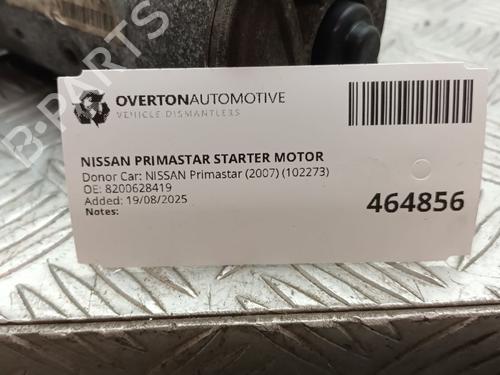 OVERTONAUTOMOTIVE
VEHICLE DISMANTLERS
NISSAN PRIMASTAR STARTER MOTOR
Donor Car: NISSAN Primastar (2007) (102273)
OE: 8200628419
Added: 19/08/2025
Notes:
464856
B-PARTS